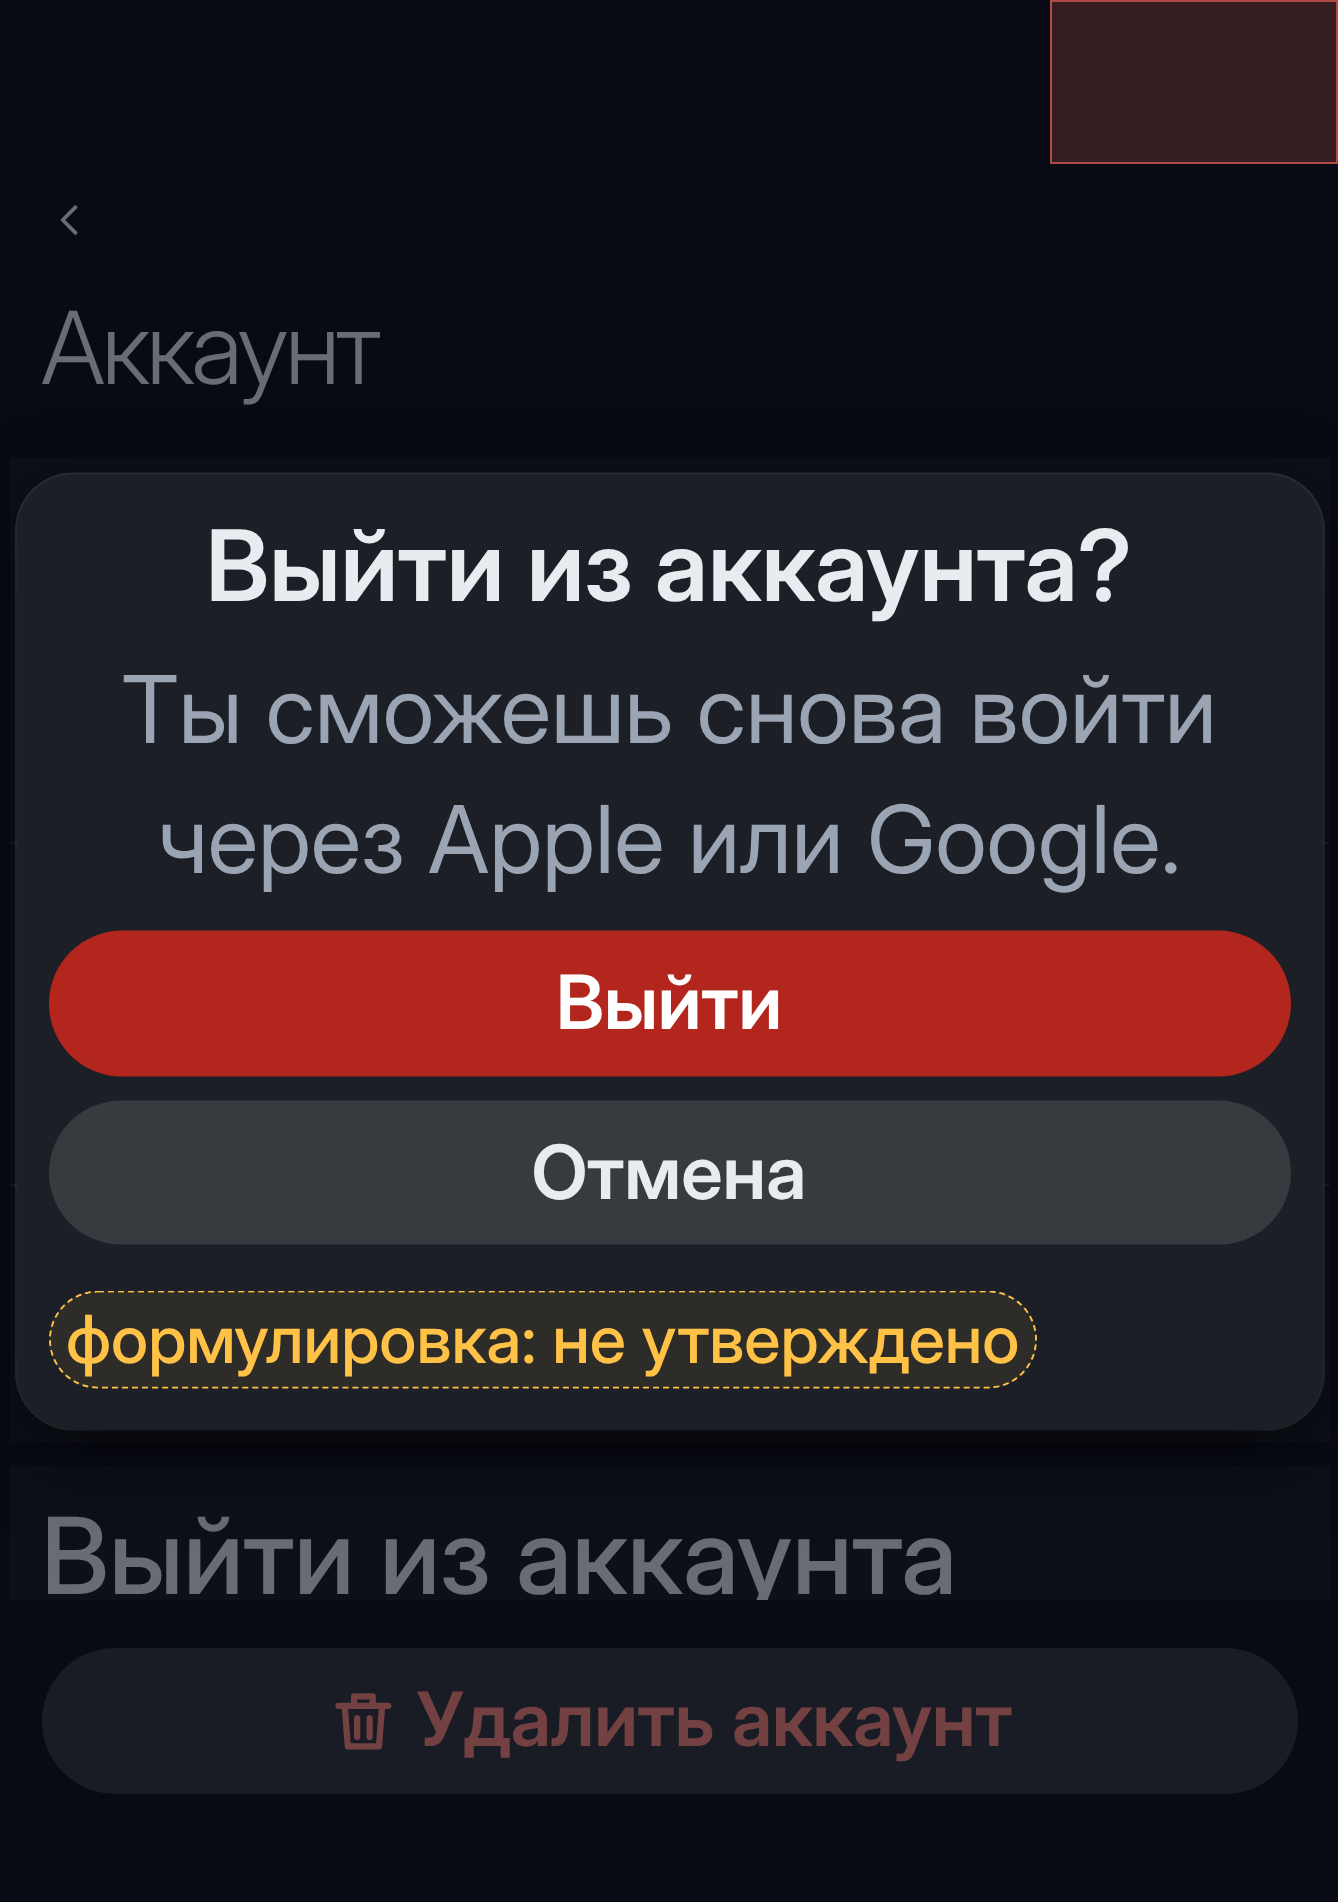 Аккаунт
Выйти из аккаунта?
Ты сможешь снова войти
через Apple или Google.
Выйти
Отмена
формулировка: не утверждено
Выйти из аккаунта
Удалить аккаунт